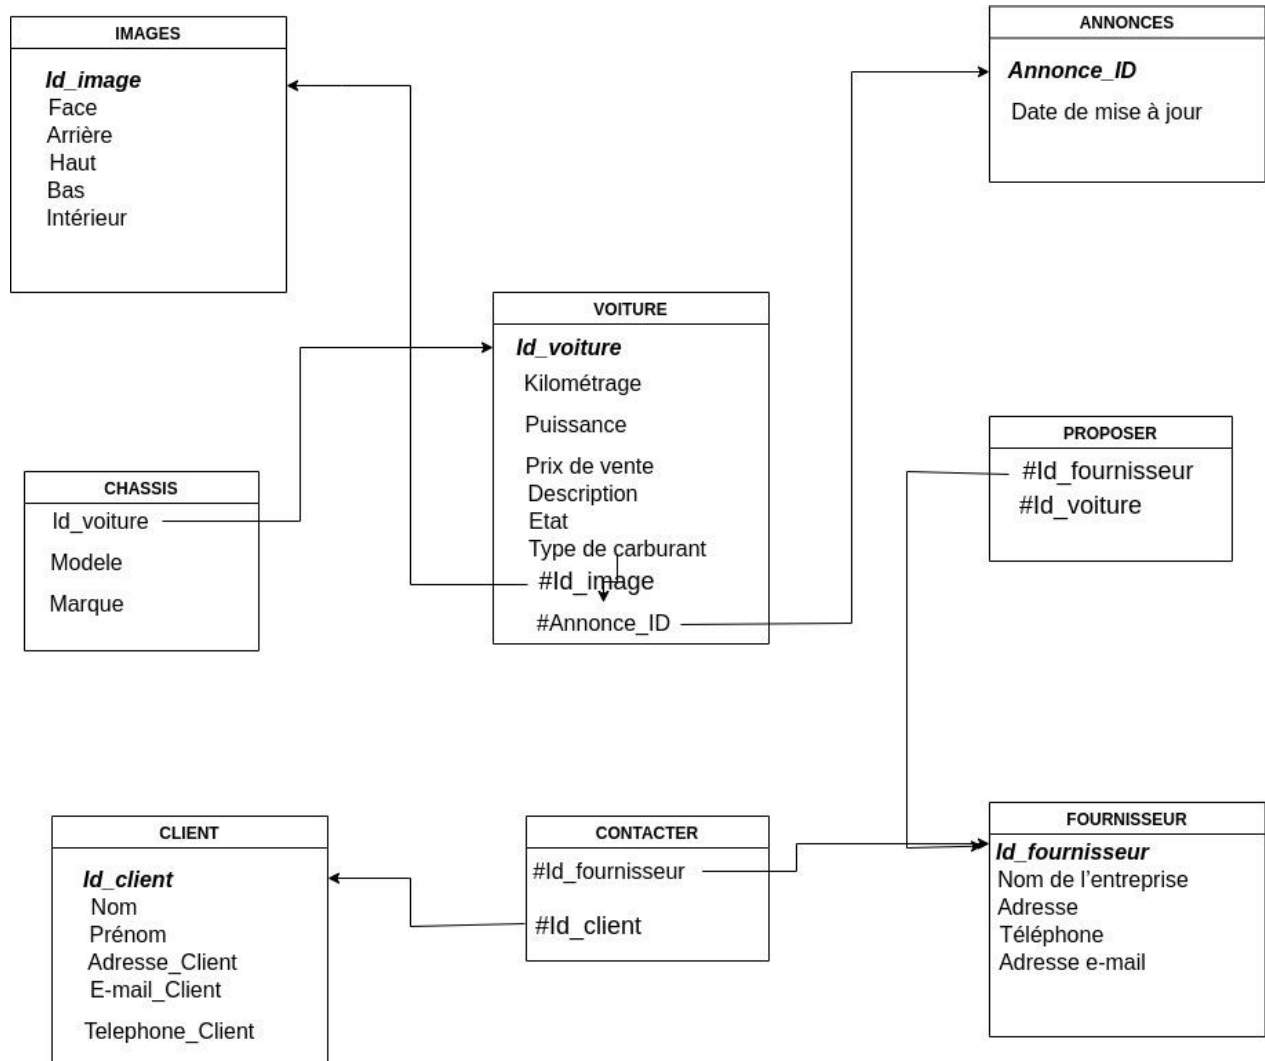 IMAGES
Id_image
Face
Arrière
Haut
Bas
Intérieur
ANNONCES
Annonce_ID
Date de mise à jour
VOITURE
Id_voiture
Kilométrage
Puissance
Prix de vente
Description
Etat
Type de carburant
#Id_image
#Annonce_ID
CHASSIS
Id_voiture
Modele
Marque
PROPOSER
#Id_fournisseur
#Id_voiture
CLIENT
Id_client
Nom
Prénom
Adresse_Client
E-mail_Client
Telephone_Client
CONTACTER
#Id_fournisseur
#Id_client
FOURNISSEUR
Id_fournisseur
Nom de l’entreprise
Adresse
Téléphone
Adresse e-mail